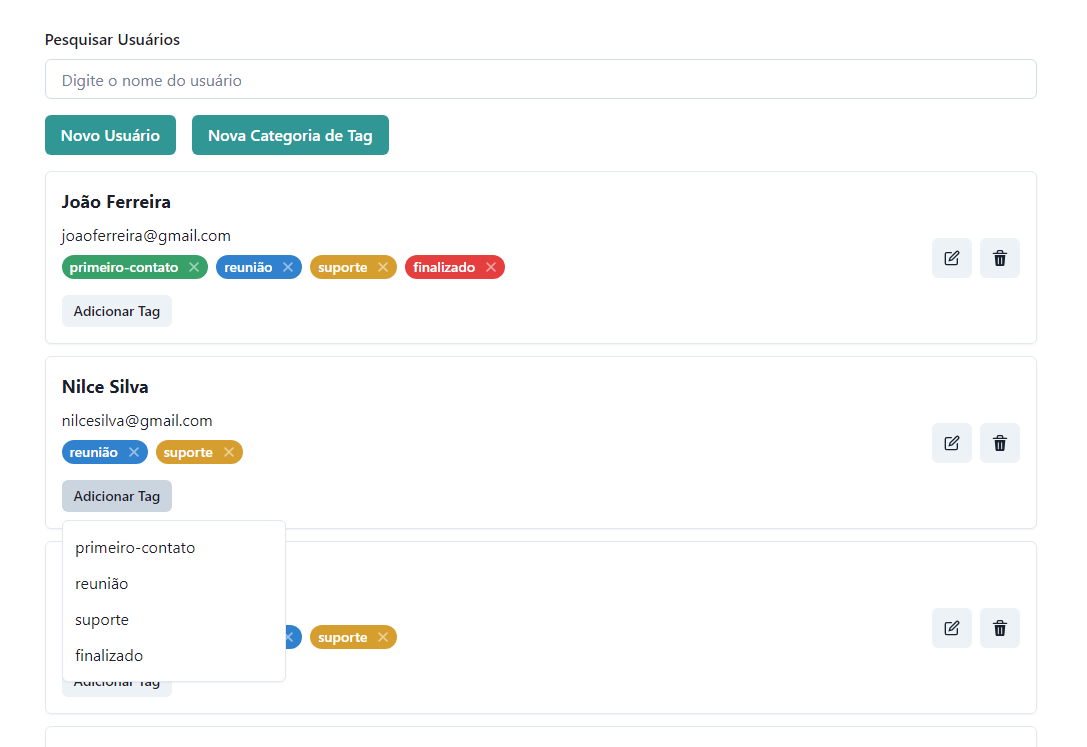 Pesquisar Usuários
Digite o nome do usuário
Novo Usuário Nova Categoria de Tag
João Ferreira
joaoferreira@gmail.com
primeiro-contato reunião suporte finalizado
Adicionar Tag
Nilce Silva
nilcesilva@gmail.com
reunião suporte
Adicionar Tag
primeiro-contato
reunião
suporte
finalizado
suporte
Adicionar Tag